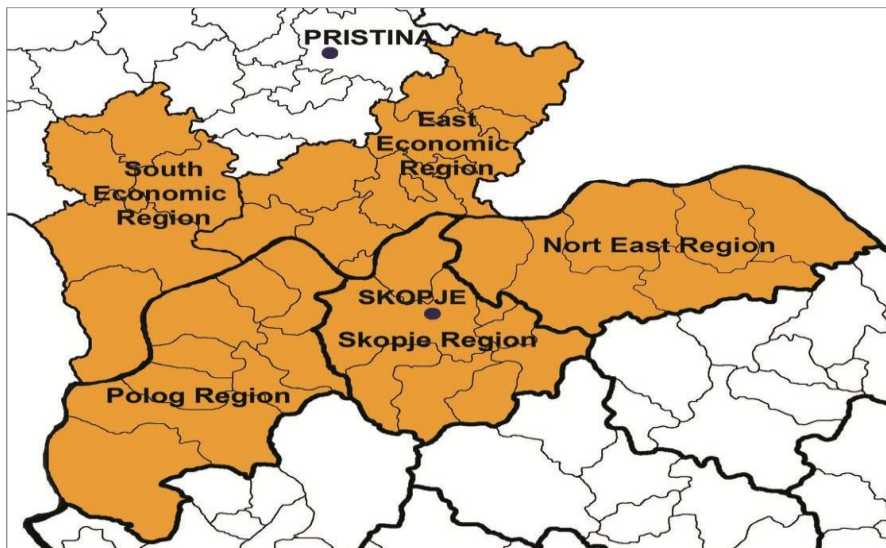 PRISTINA
East
Economic
Region
South
Economic
Region
Nort East Region
SKOPJE
Skopje Region
Polog Region